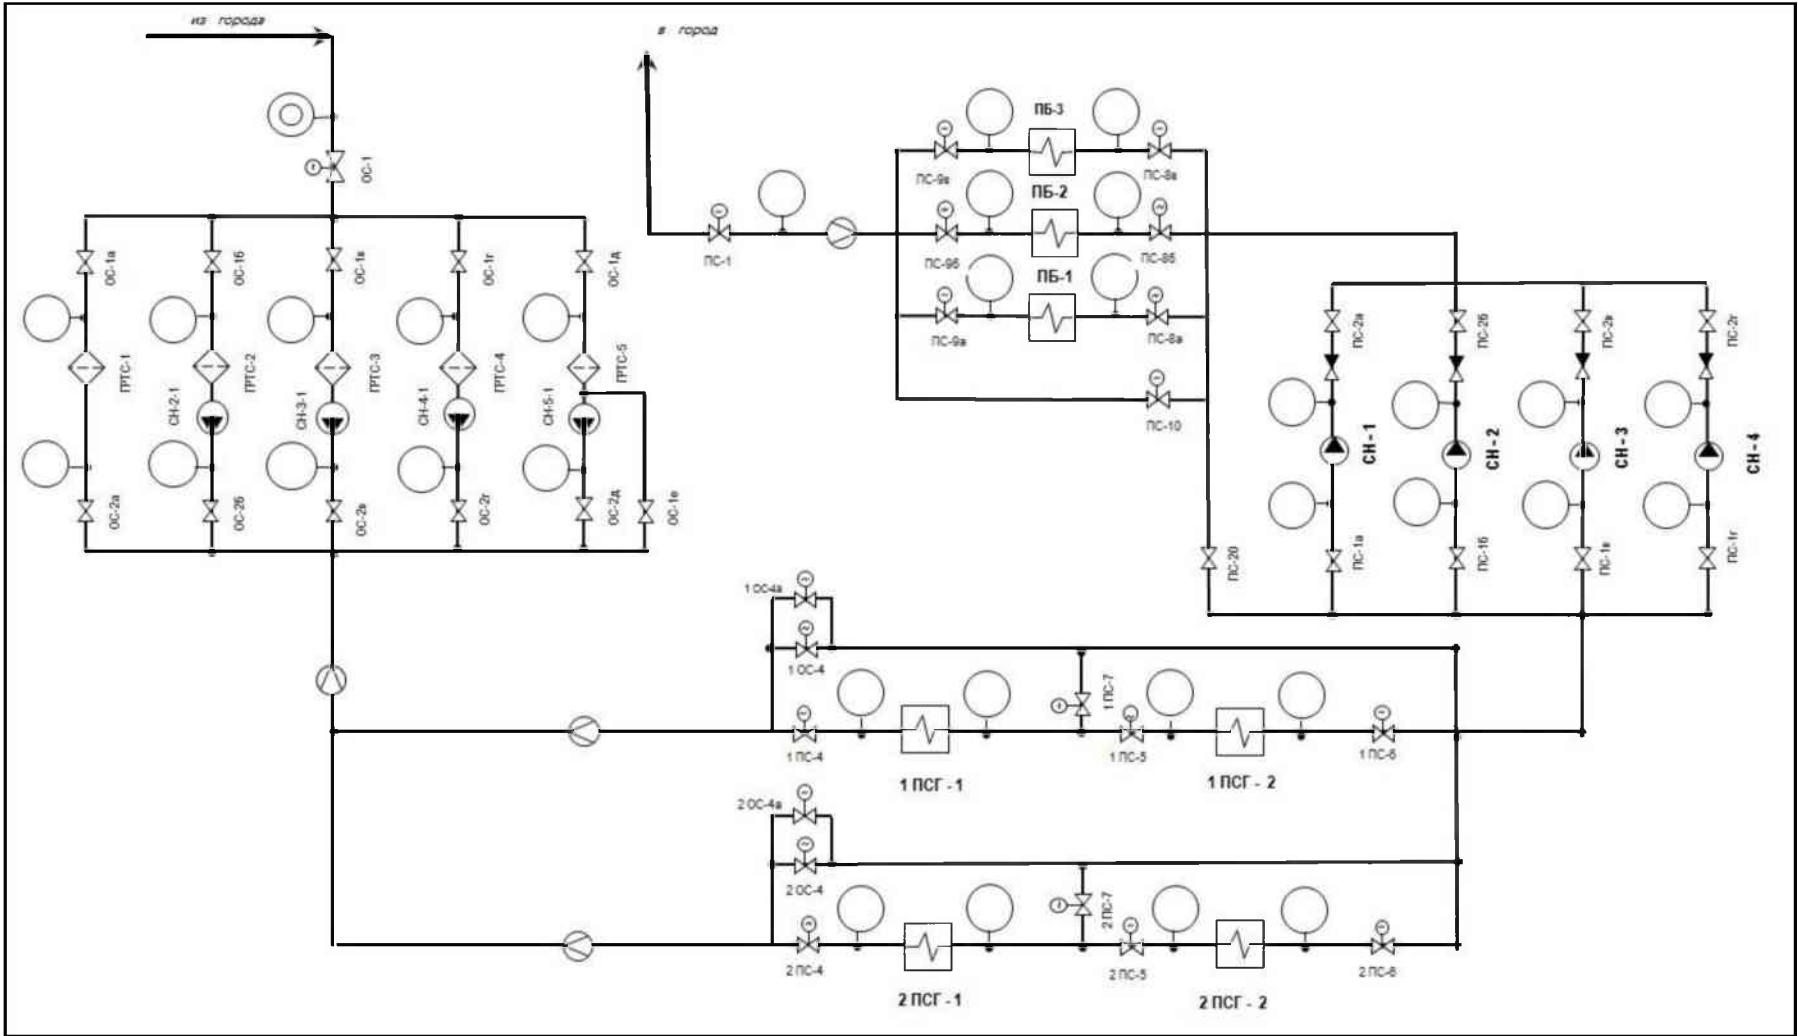 из города
в город
ОС-1
ПБ-3
ПС-9в
ПС-8в
ПБ-2
ПС-1
ПС-9б
ПС-8б
ПБ-1
ПС-9а
ПС-8а
ПС-10
ОС-1а
ОС-1б
ОС-1в
ОС-1г
ОС-1д
ГРТС-1
ГРТС-2
ГРТС-3
ГРТС-4
ГРТС-5
СН-2-1
СН-3-1
СН-4-1
СН-5-1
ОС-2а
ОС-2б
ОС-2в
ОС-2г
ОС-2д
ОС-1е
ПС-2а
ПС-2б
ПС-2в
ПС-2г
СН - 1
СН - 2
СН - 3
СН - 4
ПС-20
ПС-1а
ПС-1б
ПС-1в
ПС-1г
1 ОС-4а
1 ОС-4
1 ПС-7
1 ПС-4
1 ПС-5
1 ПС-6
1 ПСГ - 1
1 ПСГ - 2
2 ОС-4а
2 ОС-4
2 ПС-7
2 ПС-4
2 ПС-5
2 ПС-6
2 ПСГ - 1
2 ПСГ - 2